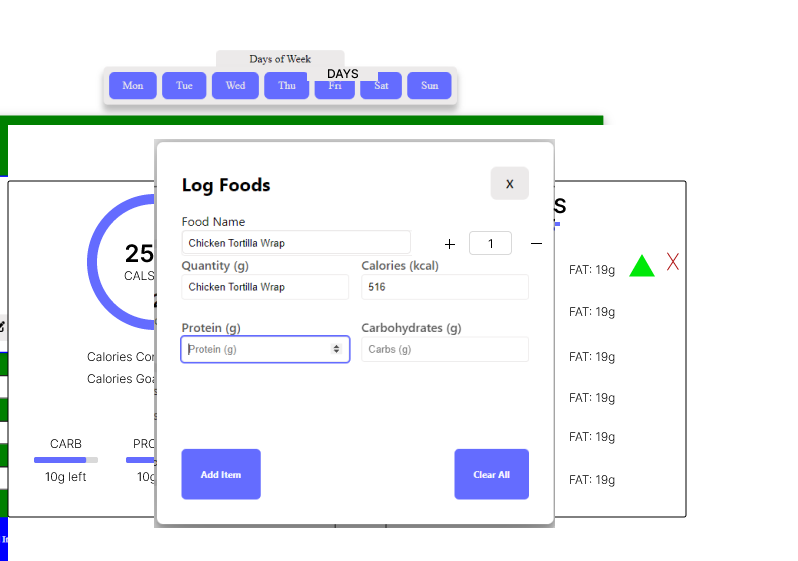 Days of Week
DAYS
Mon Tue Wed Thu Fri Sat Sun
Log Foods
X
S
Food Name
Chicken Tortilla Wrap
+ 1 −
Quantity (g) Calories (kcal)
Chicken Tortilla Wrap 516
Protein (g) Carbohydrates (g)
Protein (g) Carbs (g)
Add Item Clear All
25
CALS
Calories Con
Calories Goa
CARB PRO
10g left 10g
FAT: 19g X
FAT: 19g
FAT: 19g
FAT: 19g
FAT: 19g
FAT: 19g